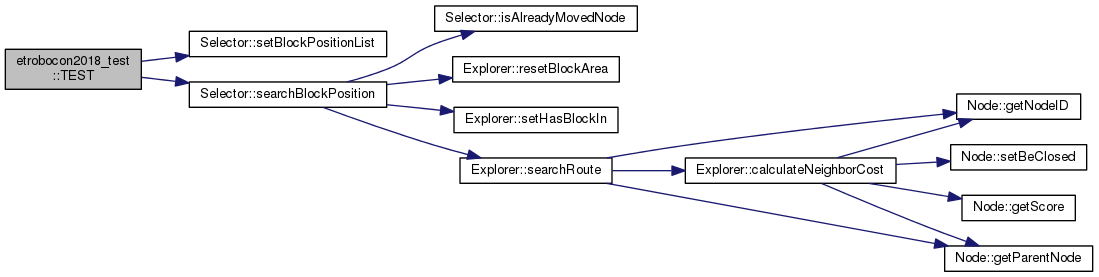 etrobocon2018_test
::TEST
Selector::setBlockPositionList
Selector::searchBlockPosition
Selector::isAlreadyMovedNode
Explorer::resetBlockArea
Explorer::setHasBlockIn
Explorer::searchRoute
Explorer::calculateNeighborCost
Node::getNodeID
Node::setBeClosed
Node::getScore
Node::getParentNode